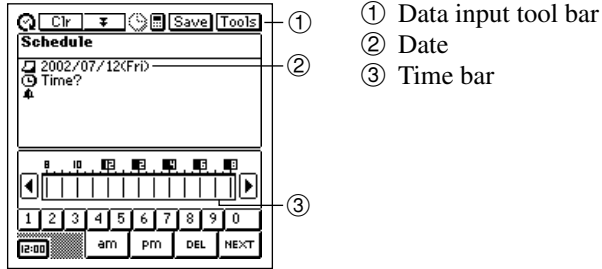 Clr Save Tools ①
Schedule
2002/07/12(Fri) ②
Time?
8 10 12 2 4 6 8
③
1 2 3 4 5 6 7 8 9 0
12:00 am pm DEL NEXT
① Data input tool bar
② Date
③ Time bar